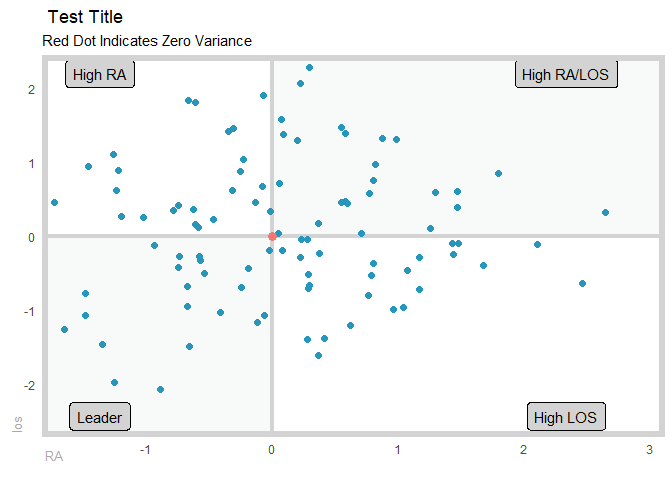 Test Title
Red Dot Indicates Zero Variance
High RA
High RA/LOS
2
1
0
-1
-2
Leader
High LOS
los
-1
0
1
2
3
RA